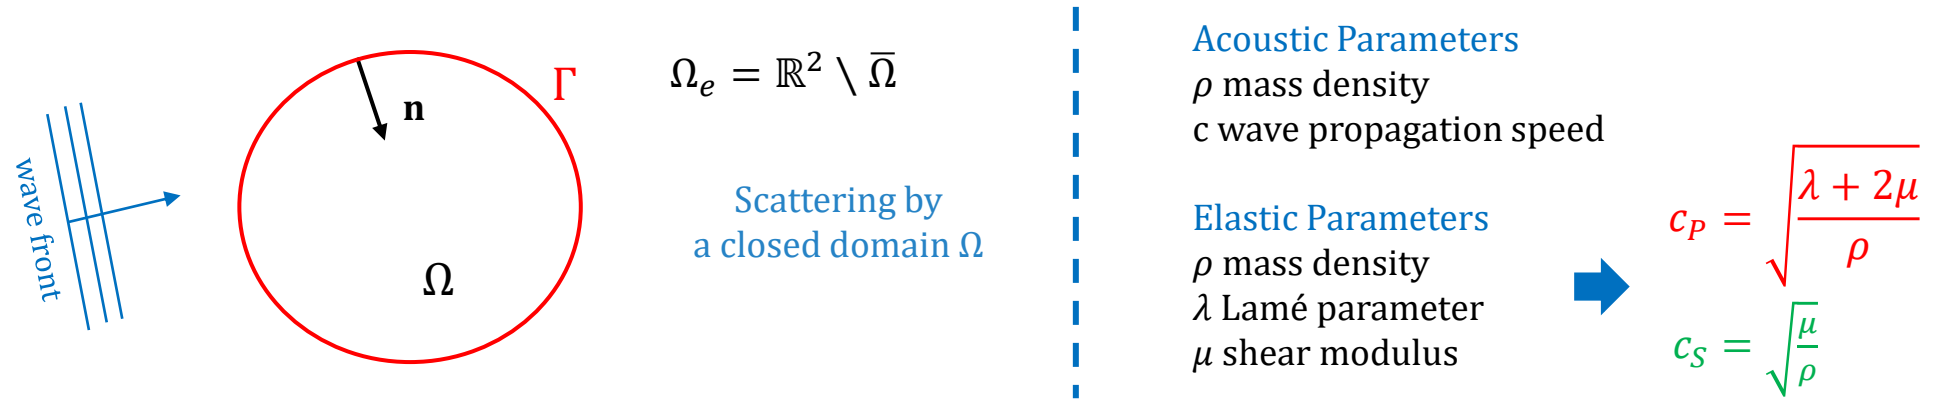 wave front
n
Γ
Ω
Ωₑ = ℝ² \ Ω̅
Scattering by
a closed domain Ω
Acoustic Parameters
ρ mass density
c wave propagation speed
Elastic Parameters
ρ mass density
λ Lamé parameter
μ shear modulus
c_P = √((λ + 2μ)/ρ)
c_S = √(μ/ρ)